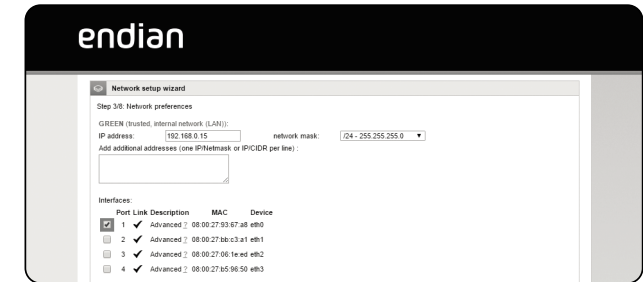 endian
Network setup wizard
Step 3/8: Network preferences
GREEN (trusted, internal network (LAN)):
IP address: 192.168.0.15 network mask: /24 - 255.255.255.0
Add additional addresses (one IP/Netmask or IP/CIDR per line) :
Interfaces:
Port Link Description MAC Device
1 Advanced ? 08:00:27:93:67:a8 eth0
2 Advanced ? 08:00:27:bb:c3:a1 eth1
3 Advanced ? 08:00:27:06:1e:ed eth2
4 Advanced ? 08:00:27:b5:96:50 eth3